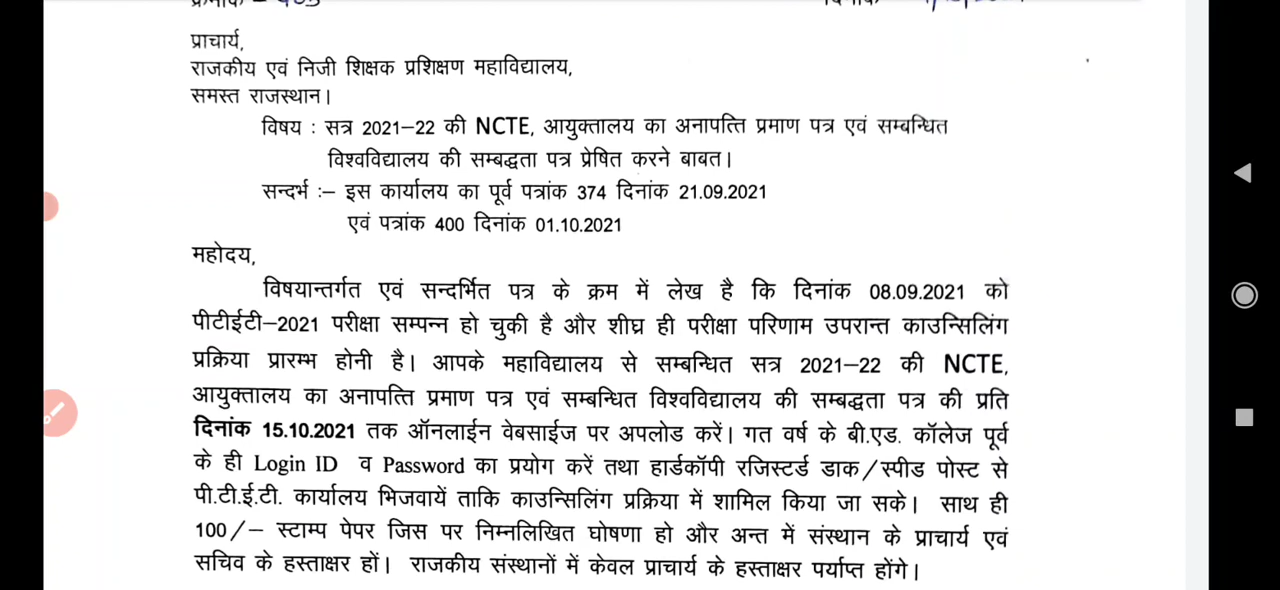 क्रमांक –
दिनांक
प्राचार्य,
राजकीय एवं निजी शिक्षक प्रशिक्षण महाविद्यालय,
समस्त राजस्थान।
विषय : सत्र 2021–22 की NCTE, आयुक्तालय का अनापत्ति प्रमाण पत्र एवं सम्बन्धित
विश्वविद्यालय की सम्बद्धता पत्र प्रेषित करने बाबत।
सन्दर्भ :– इस कार्यालय का पूर्व पत्रांक 374 दिनांक 21.09.2021
एवं पत्रांक 400 दिनांक 01.10.2021
महोदय,
विषयान्तर्गत एवं सन्दर्भित पत्र के क्रम में लेख है कि दिनांक 08.09.2021 को
पीटीईटी–2021 परीक्षा सम्पन्न हो चुकी है और शीघ्र ही परीक्षा परिणाम उपरान्त काउन्सिलिंग
प्रक्रिया प्रारम्भ होनी है। आपके महाविद्यालय से सम्बन्धित सत्र 2021–22 की NCTE,
आयुक्तालय का अनापत्ति प्रमाण पत्र एवं सम्बन्धित विश्वविद्यालय की सम्बद्धता पत्र की प्रति
दिनांक 15.10.2021 तक ऑनलाईन वेबसाईज पर अपलोड करें। गत वर्ष के बी.एड. कॉलेज पूर्व
के ही Login ID व Password का प्रयोग करें तथा हार्डकॉपी रजिस्टर्ड डाक/स्पीड पोस्ट से
पी.टी.ई.टी. कार्यालय भिजवायें ताकि काउन्सिलिंग प्रक्रिया में शामिल किया जा सके। साथ ही
100/– स्टाम्प पेपर जिस पर निम्नलिखित घोषणा हो और अन्त में संस्थान के प्राचार्य एवं
सचिव के हस्ताक्षर हों। राजकीय संस्थानों में केवल प्राचार्य के हस्ताक्षर पर्याप्त होंगे।